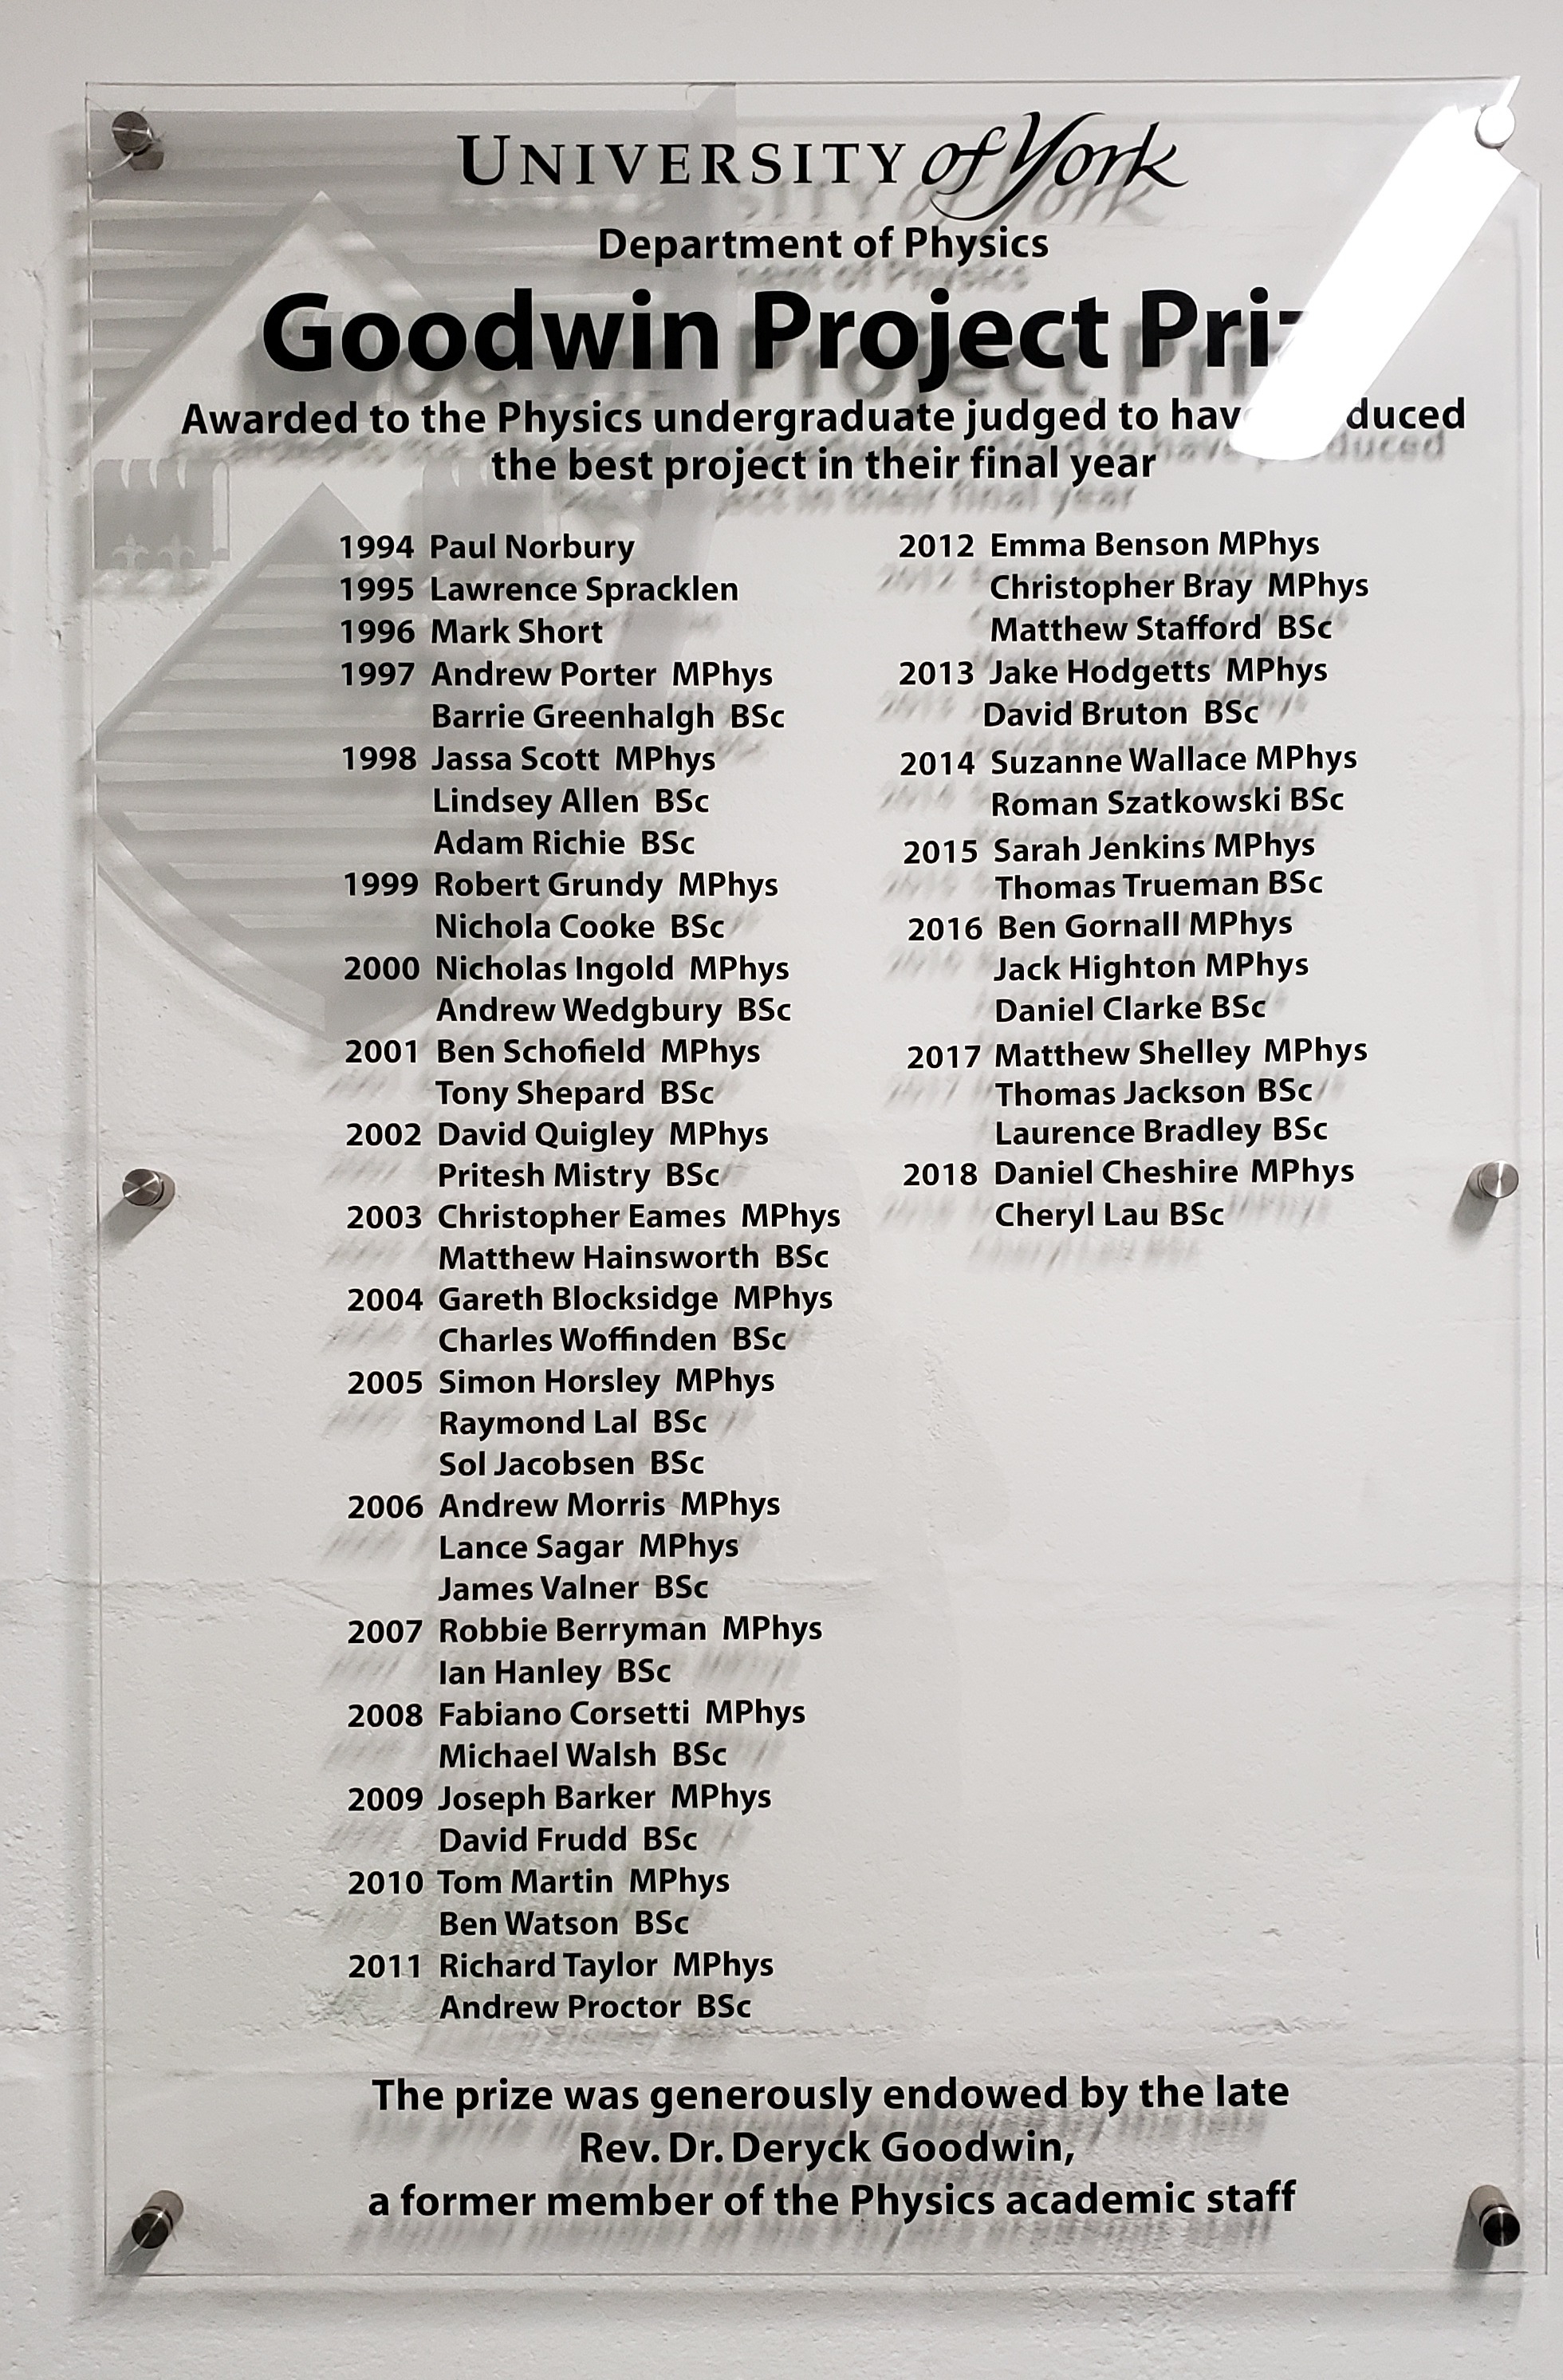 UNIVERSITY of York
Department of Physics
Goodwin Project
Awarded to the Physics undergraduate judged to have
the best project in their final year
1994 Paul Norbury
1995 Lawrence Spracklen
1996 Mark Short
1997 Andrew Porter MPhys
Barrie Greenhalgh BSc
1998 Jassa Scott MPhys
Lindsey Allen BSc
Adam Richie BSc
1999 Robert Grundy MPhys
Nichola Cooke BSc
2000 Nicholas Ingold MPhys
Andrew Wedgbury BSc
2001 Ben Schofield MPhys
Tony Shepard BSc
2002 David Quigley MPhys
Pritesh Mistry BSc
2003 Christopher Eames MPhys
Matthew Hainsworth BSc
2004 Gareth Blocksidge MPhys
Charles Woffinden BSc
2005 Simon Horsley MPhys
Raymond Lal BSc
Sol Jacobsen BSc
2006 Andrew Morris MPhys
Lance Sagar MPhys
James Valner BSc
2007 Robbie Berryman MPhys
Ian Hanley BSc
2008 Fabiano Corsetti MPhys
Michael Walsh BSc
2009 Joseph Barker MPhys
David Frudd BSc
2010 Tom Martin MPhys
Ben Watson BSc
2011 Richard Taylor MPhys
Andrew Proctor BSc
2012 Emma Benson MPhys
Christopher Bray MPhys
Matthew Stafford BSc
2013 Jake Hodgetts MPhys
David Bruton BSc
2014 Suzanne Wallace MPhys
Roman Szatkowski BSc
2015 Sarah Jenkins MPhys
Thomas Trueman BSc
2016 Ben Gornall MPhys
Jack Highton MPhys
Daniel Clarke BSc
2017 Matthew Shelley MPhys
Thomas Jackson BSc
Laurence Bradley BSc
2018 Daniel Cheshire MPhys
Cheryl Lau BSc
The prize was generously endowed by the late
Rev. Dr. Deryck Goodwin,
a former member of the Physics academic staff